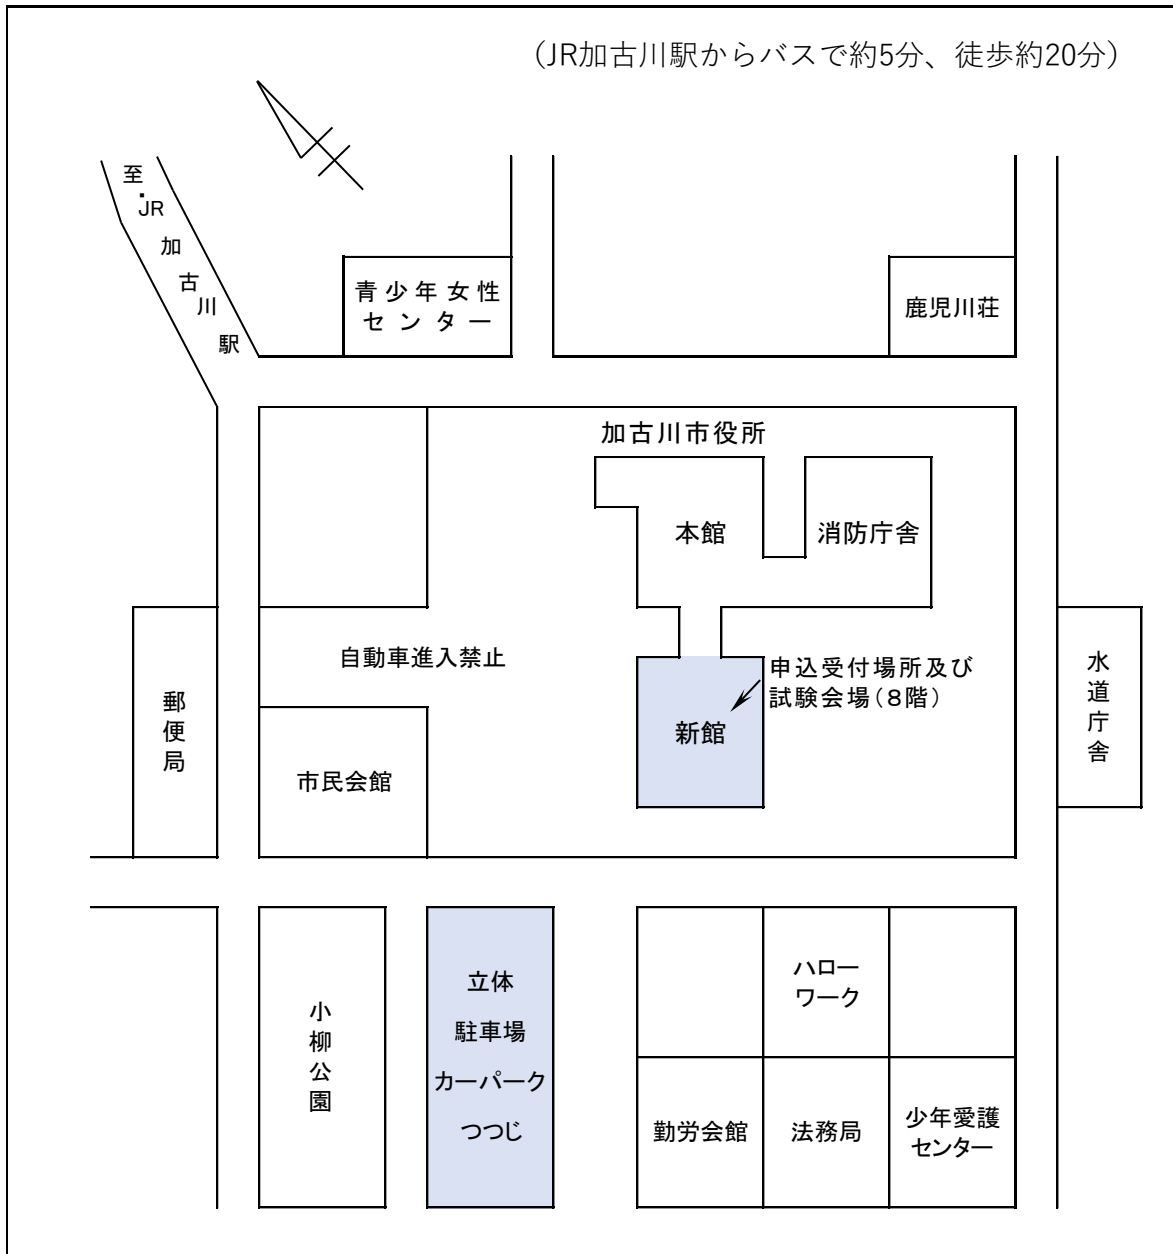 （JR加古川駅からバスで約5分、徒歩約20分）
至・JR加古川駅
青少年女性
センター
鹿児川荘
加古川市役所
本館
消防庁舎
自動車進入禁止
申込受付場所及び
試験会場（８階）
新館
郵便局
市民会館
水道庁舎
小柳公園
立体
駐車場
カーパーク
つつじ
ハロー
ワーク
勤労会館
法務局
少年愛護
センター